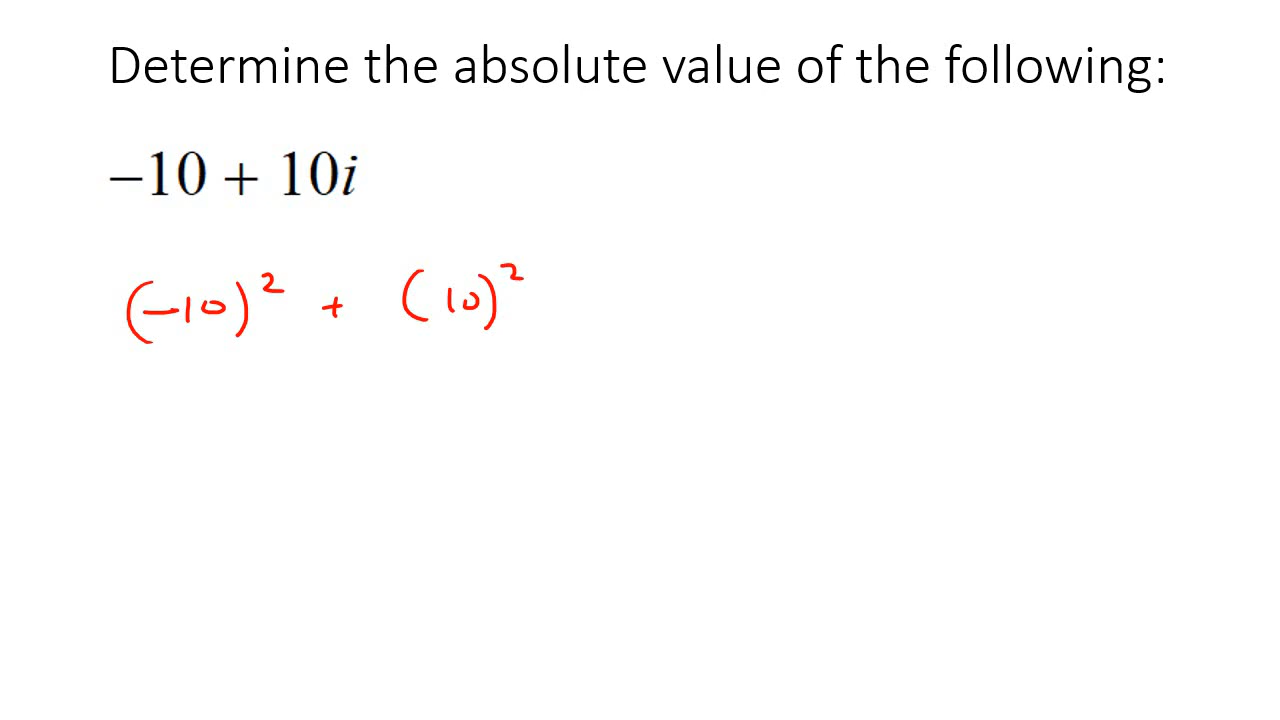 Determine the absolute value of the following:
−10 + 10i
(−10)² + (10)²